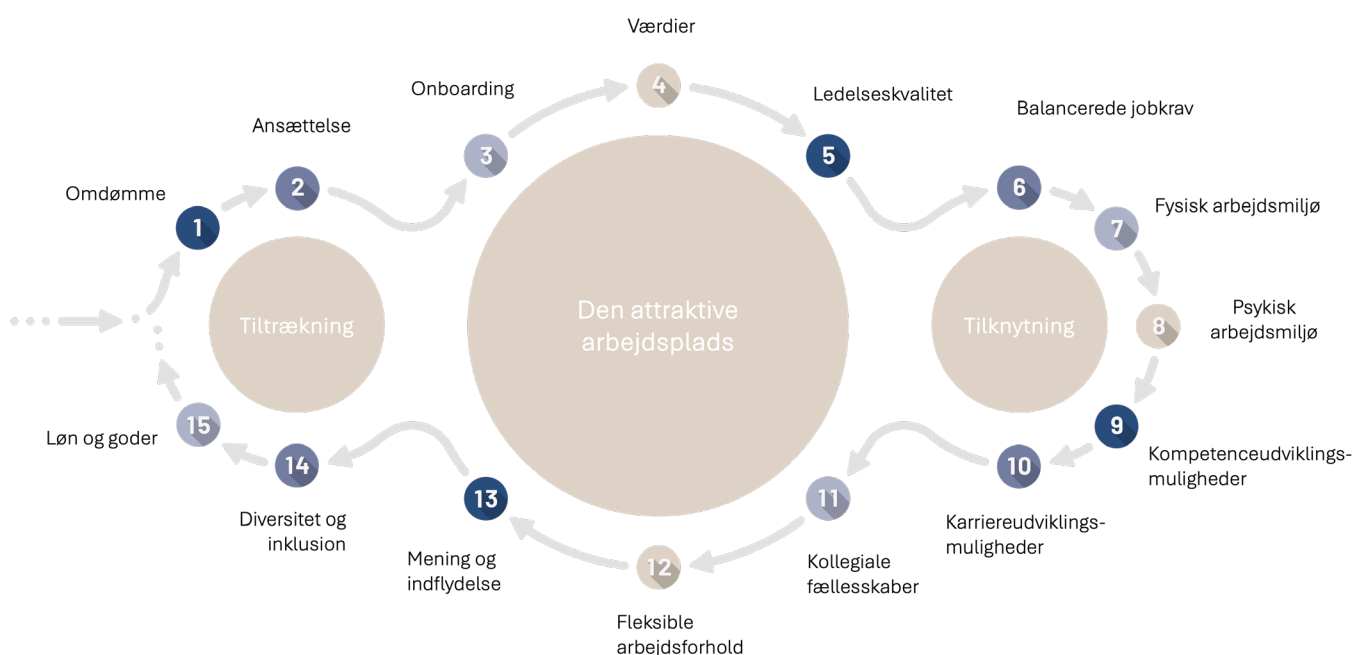 Værdier
4
Onboarding
3
Ledelseskvalitet
5
Balancerede jobkrav
6
Ansættelse
2
Omdømme
1
Fysisk arbejdsmiljø
7
Tiltrækning
Den attraktive
arbejdsplads
Tilknytning
Psykisk
arbejdsmiljø
8
Løn og goder
15
14
Diversitet og
inklusion
13
Mening og
indflydelse
12
Fleksible
arbejdsforhold
11
Kollegiale
fællesskaber
10
Karriereudviklings-
muligheder
9
Kompetenceudviklings-
muligheder